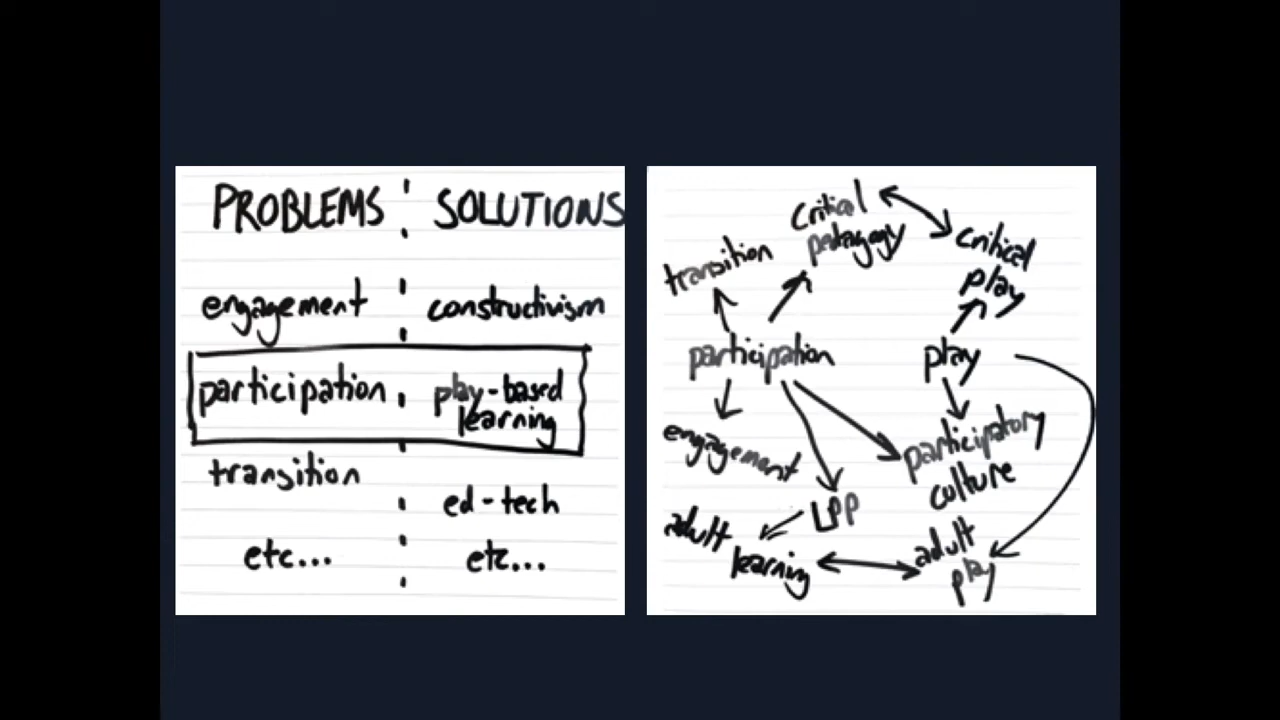 PROBLEMS SOLUTIONS
engagement constructivism
participation play-based
learning
transition
ed-tech
etc... etc...
critical
pedagogy
critical
play
transition
participation
play
engagement
participatory
culture
LPP
adult
learning
adult
play